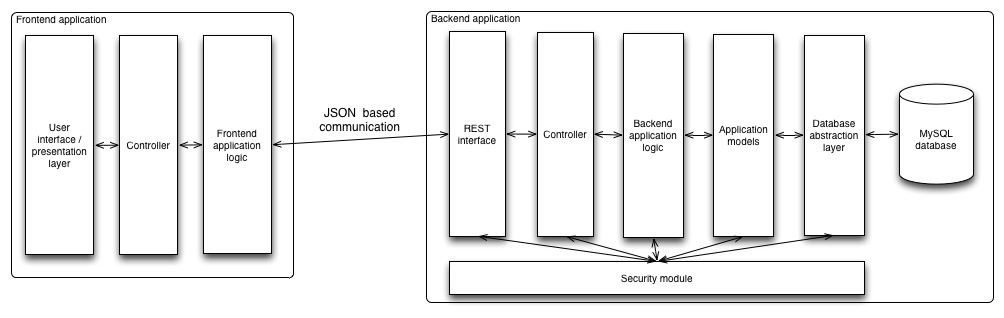 Frontend application
User
interface /
presentation
layer
Controller
Frontend
application
logic
JSON  based
communication
Backend application
REST
interface
Controller
Backend
application
logic
Application
models
Database
abstraction
layer
MySQL
database
Security module